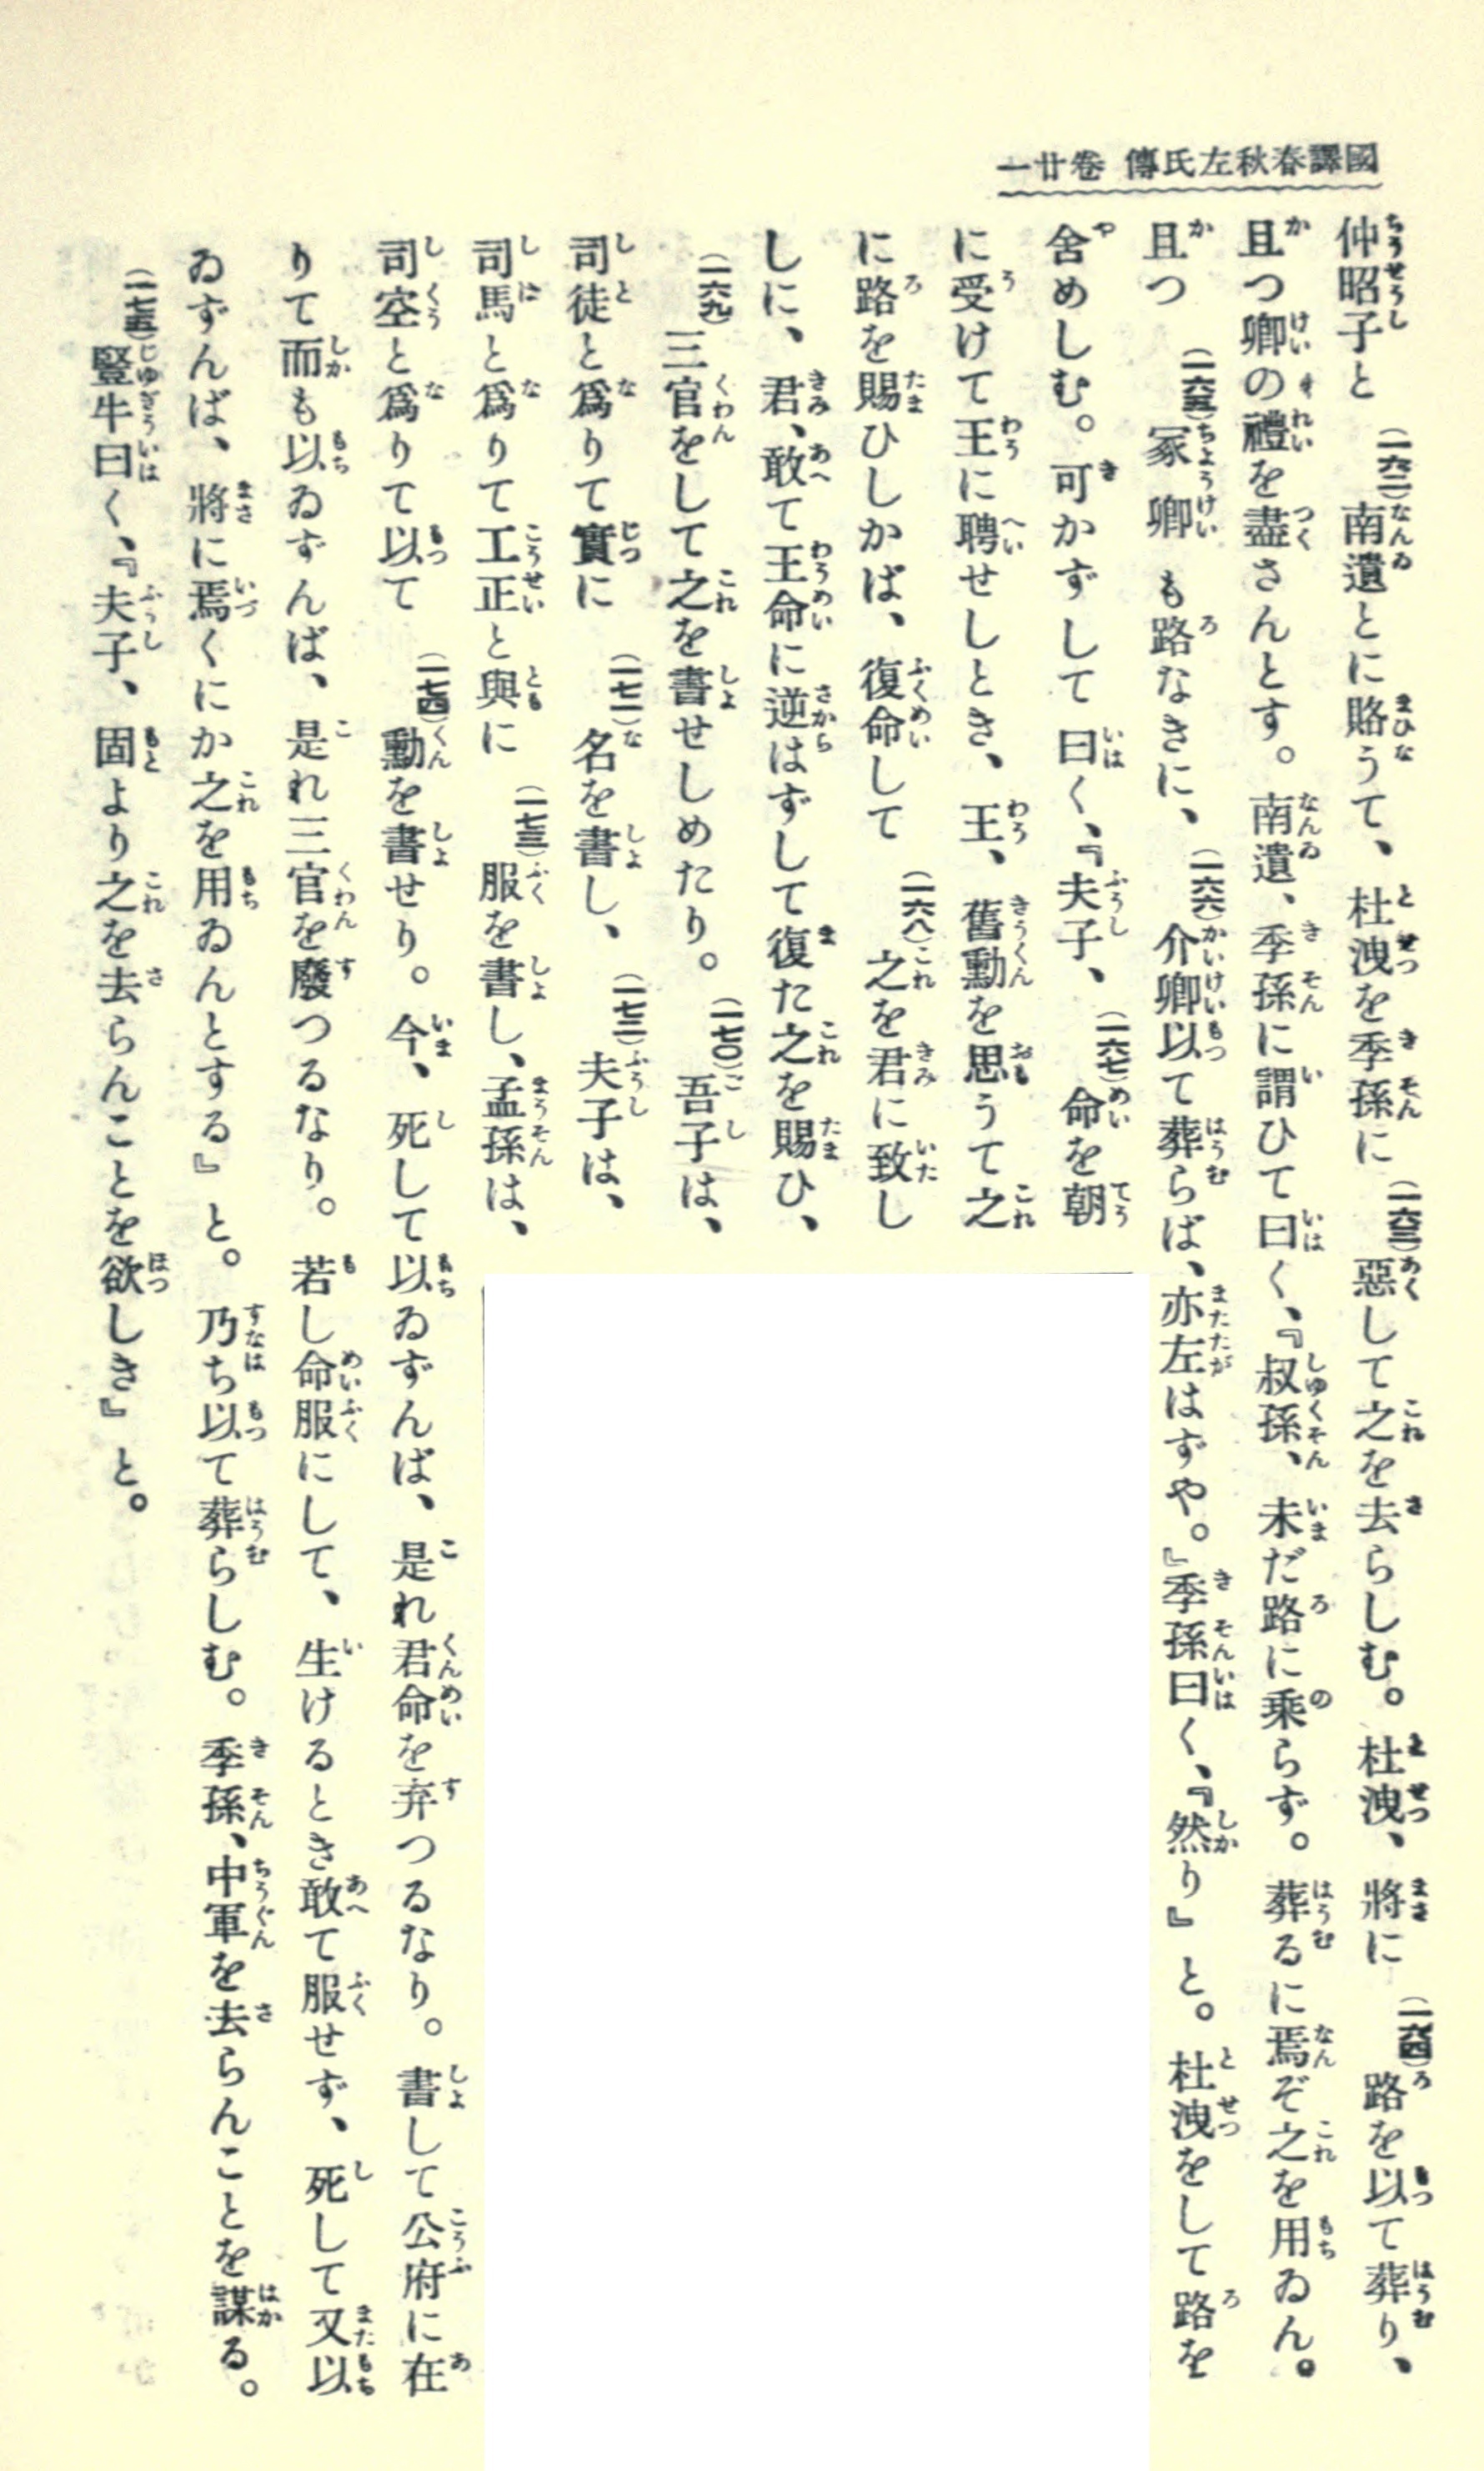 國譯春秋左氏傳 卷廿一
仲昭子と(一六二)南遺とに賂うて、杜洩を季孫に(一六三)惡して之を去らしむ。杜洩、將に(一六四)路を以て葬り、
且つ卿の禮を盡さんとす。南遺、季孫に謂ひて曰く、『叔孫、未だ路に乘らず。葬るに焉ぞ之を用ゐん。
且つ(一六五)冢卿も路なきに、(一六六)介卿以て葬らば、亦左はずや。』季孫曰く、『然り』と。杜洩をして路を
舍めしむ。可かずして曰く、『夫子、(一六七)命を朝
に受けて王に聘せしとき、王、舊勳を思うて之
に路を賜ひしかば、復命して(一六八)之を君に致し
しに、君、敢て王命に逆はずして復た之を賜ひ、
(一六九)三官をして之を書せしめたり。(一七〇)吾子は、
司徒と爲りて實に(一七一)名を書し、(一七二)夫子は、
司馬と爲りて工正と與に(一七三)服を書し、孟孫は、
司空と爲りて以て(一七四)勳を書せり。今、死して以ゐずんば、是れ君命を弃つるなり。書して公府に在
りて而も以ゐずんば、是れ三官を廢つるなり。若し命服にして、生けるとき敢て服せず、死して又以
ゐずんば、將に焉くにか之を用ゐんとする』と。乃ち以て葬らしむ。季孫、中軍を去らんことを謀る。
(一七五)豎牛曰く、『夫子、固より之を去らんことを欲しき』と。